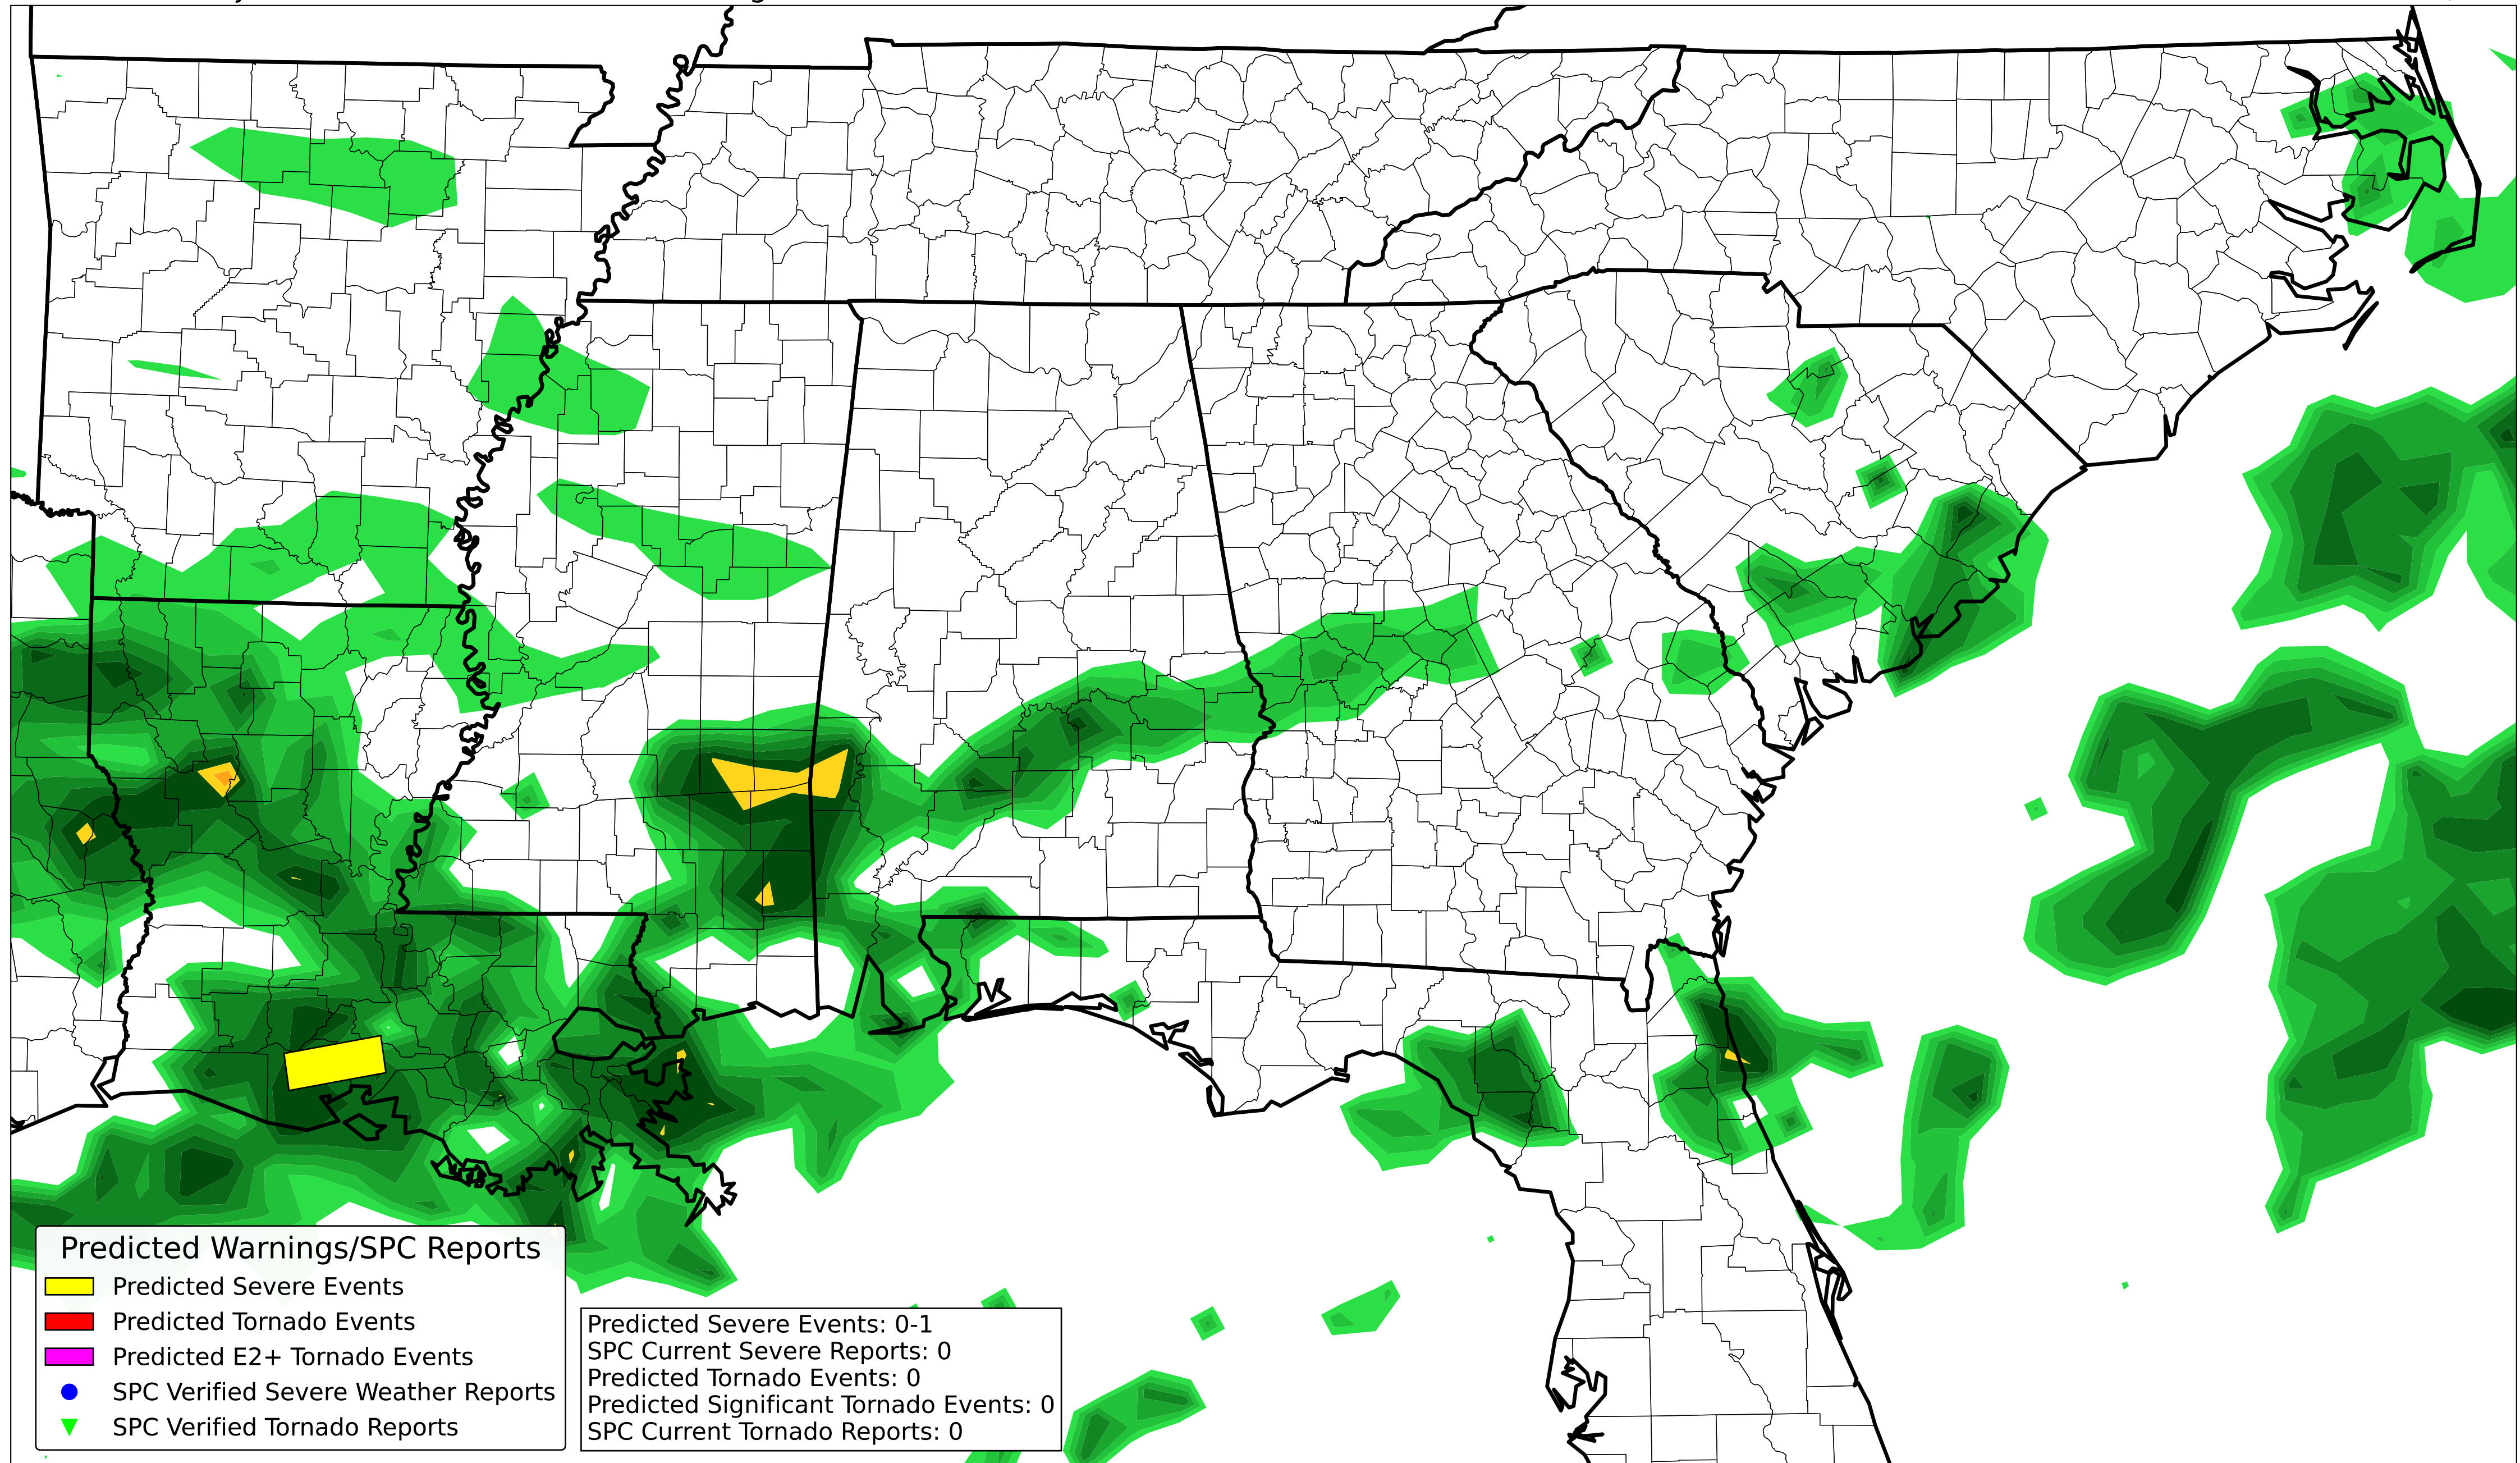 Predicted Warnings/SPC Reports
Predicted Severe Events
Predicted Tornado Events
Predicted E2+ Tornado Events
SPC Verified Severe Weather Reports
SPC Verified Tornado Reports
Predicted Severe Events: 0-1
SPC Current Severe Reports: 0
Predicted Tornado Events: 0
Predicted Significant Tornado Events: 0
SPC Current Tornado Reports: 0